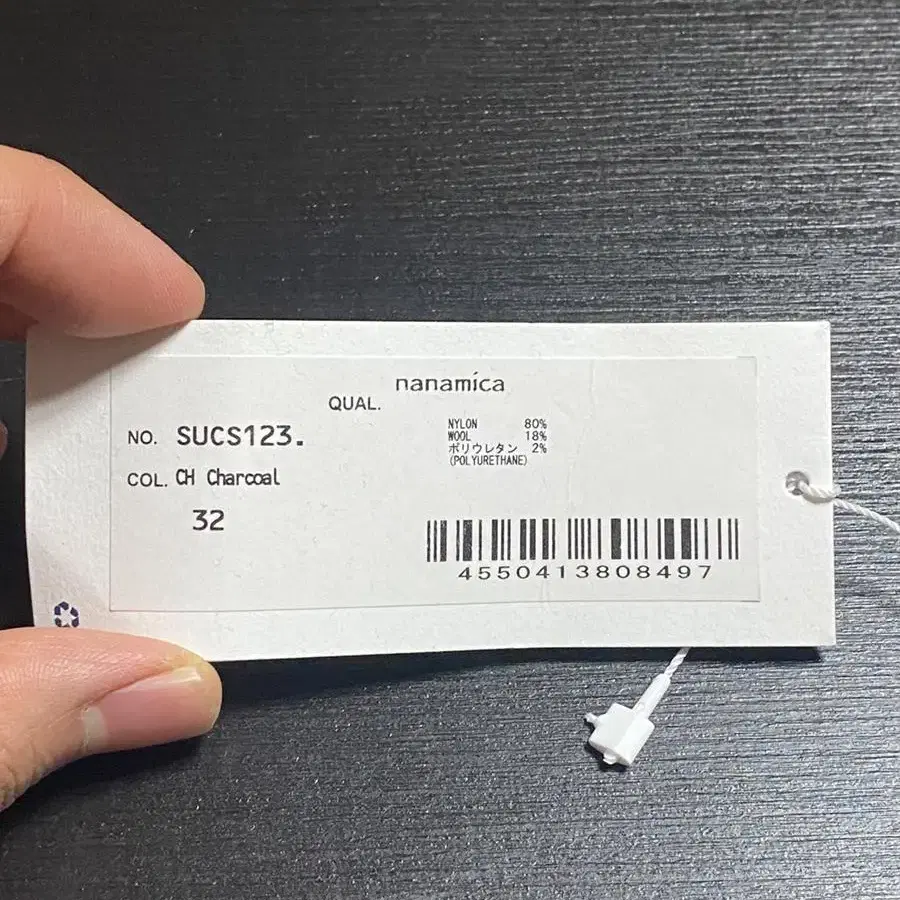 nanamica
QUAL.
NO. SUCS123.
NYLON 80%
WOOL 18%
ポリウレタン 2%
(POLYURETHANE)
COL. CH Charcoal
32
4550413808497